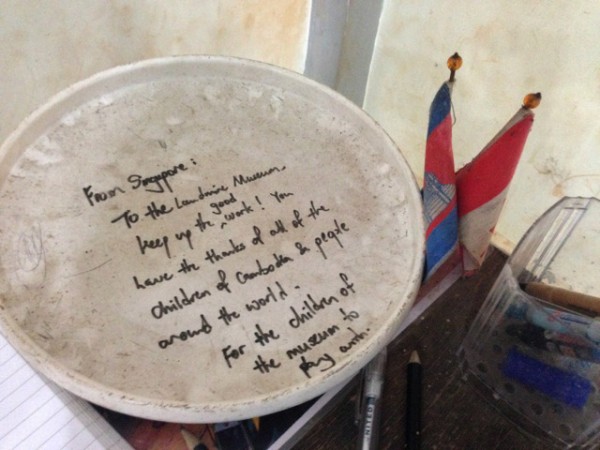 From Singapore:
To the Landmine Museum,
keep up the good work! You
have the thanks of all of the
children of Cambodia & people
around the world.
For the children of
the museum to
play with.